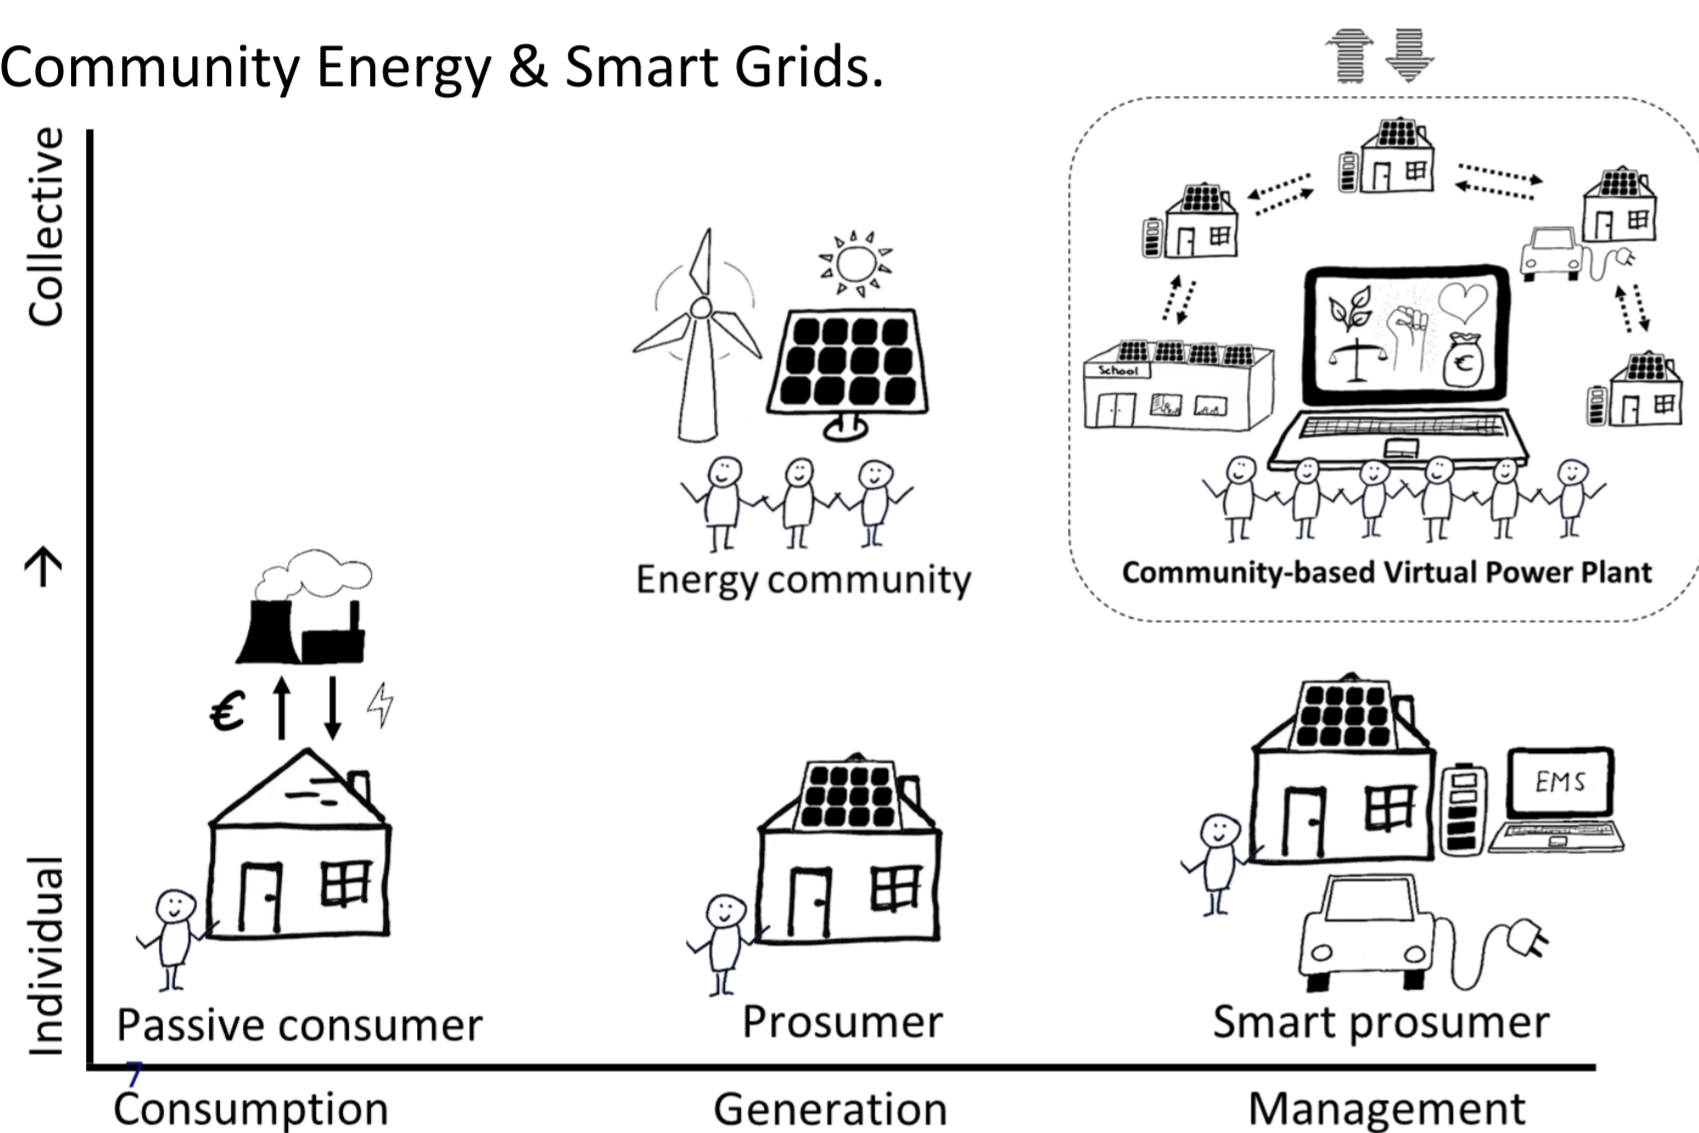 Community Energy & Smart Grids.
Collective
→
Individual
School
€
Energy community
Community-based Virtual Power Plant
€
EMS
Passive consumer
Prosumer
Smart prosumer
7
Consumption
Generation
Management